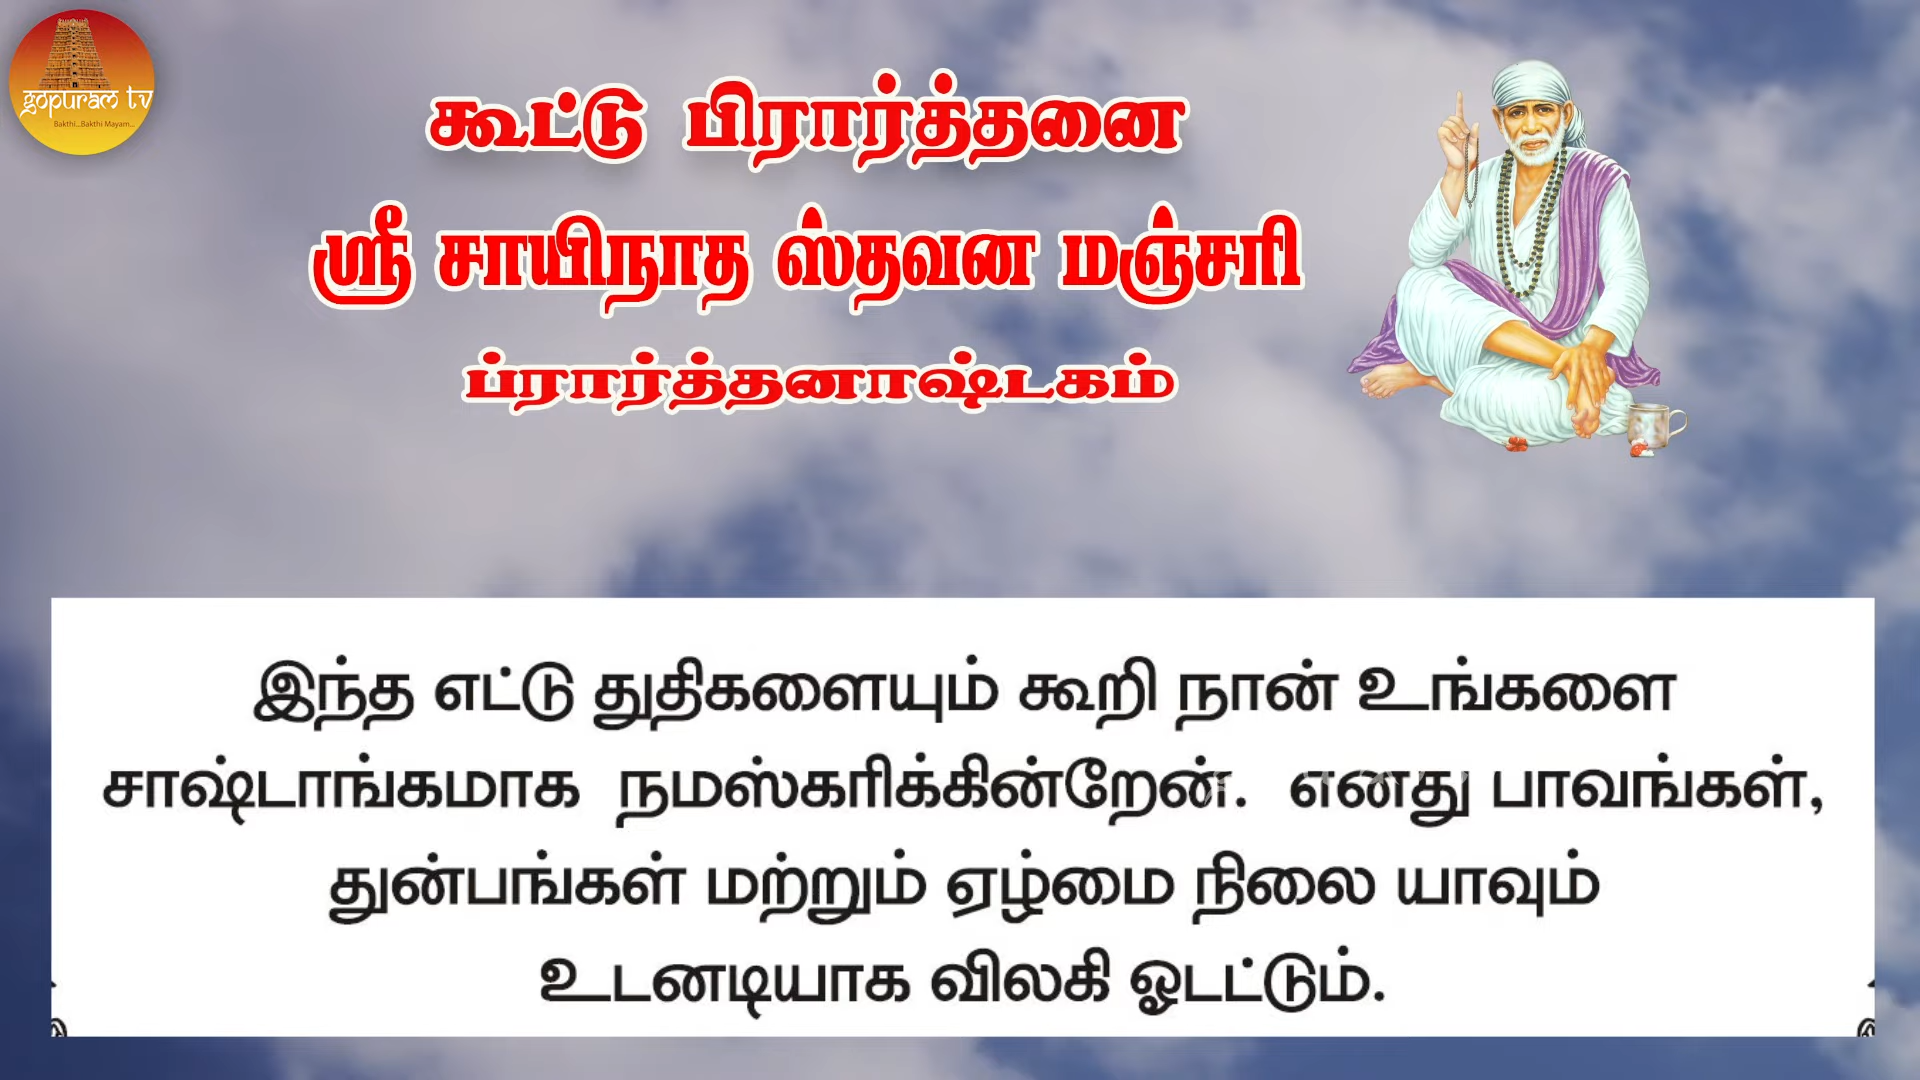 gopuram tv
Bakthi...Bakthi Mayam...
கூட்டு பிரார்த்தனை
ஸ்ரீ சாயிநாத ஸ்தவன மஞ்சரி
ப்ரார்த்தனாஷ்டகம்
இந்த எட்டு துதிகளையும் கூறி நான் உங்களை
சாஷ்டாங்கமாக நமஸ்கரிக்கின்றேன். எனது பாவங்கள்,
துன்பங்கள் மற்றும் ஏழ்மை நிலை யாவும்
உடனடியாக விலகி ஓடட்டும்.